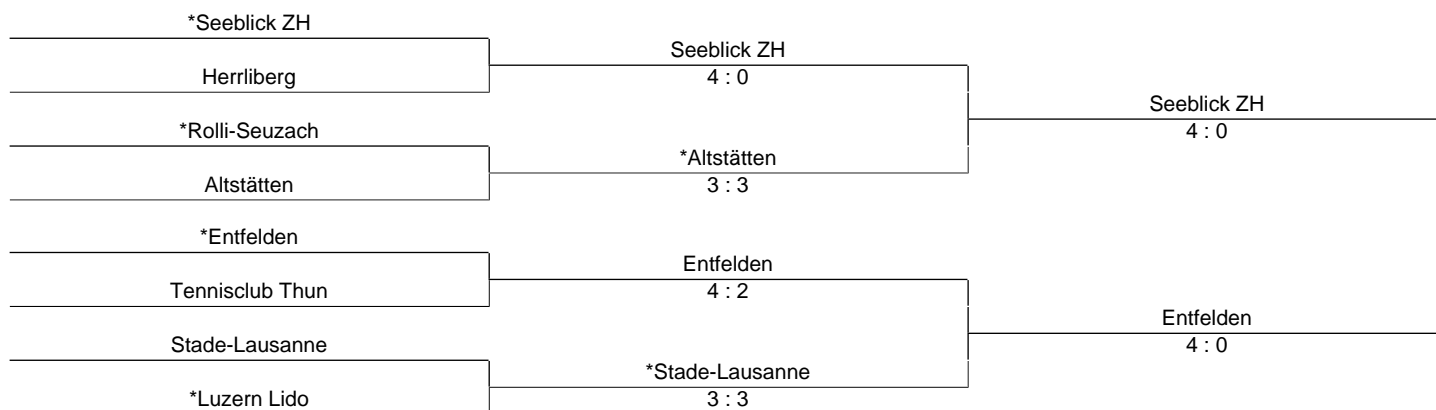 *Seeblick ZH
Herrliberg
*Rolli-Seuzach
Altstätten
*Entfelden
Tennisclub Thun
Stade-Lausanne
*Luzern Lido
Seeblick ZH
4 : 0
*Altstätten
3 : 3
Entfelden
4 : 2
*Stade-Lausanne
3 : 3
Seeblick ZH
4 : 0
Entfelden
4 : 0